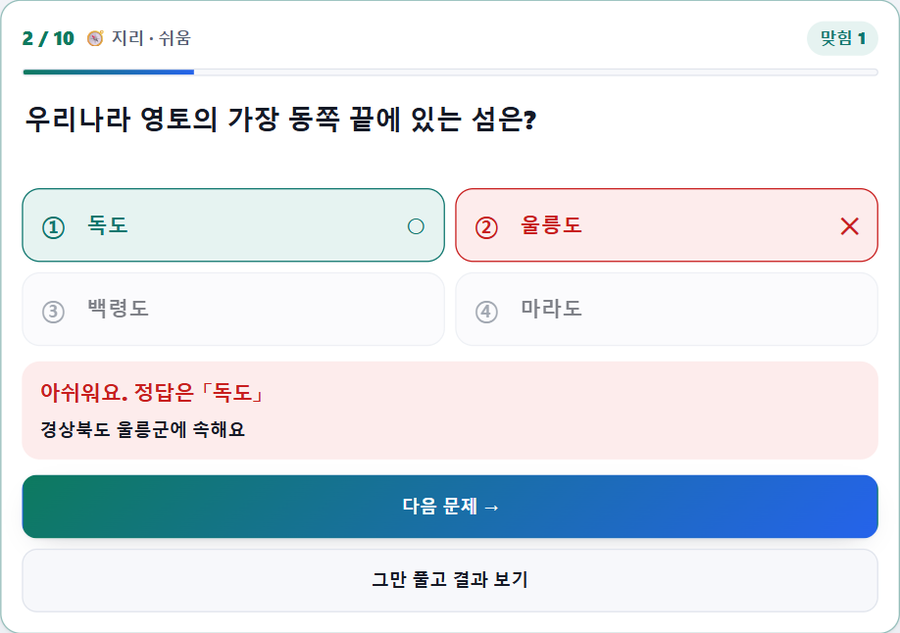 2 / 10 🧭 지리 · 쉬움
맞힘 1
우리나라 영토의 가장 동쪽 끝에 있는 섬은?
① 독도 ○
② 울릉도 ✕
③ 백령도
④ 마라도
아쉬워요. 정답은 「독도」
경상북도 울릉군에 속해요
다음 문제 →
그만 풀고 결과 보기